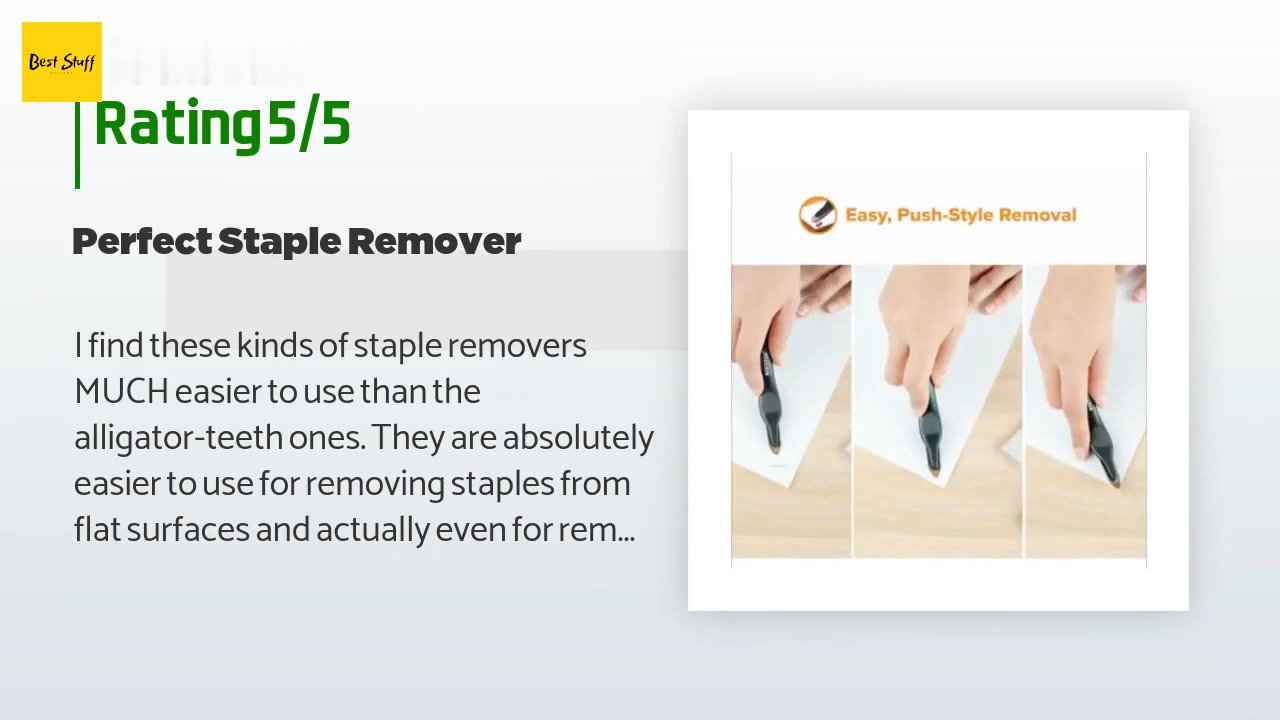 Best Stuff
Rating 5/5
Perfect Staple Remover
I find these kinds of staple removers
MUCH easier to use than the
alligator-teeth ones. They are absolutely
easier to use for removing staples from
flat surfaces and actually even for rem...
Easy, Push-Style Removal